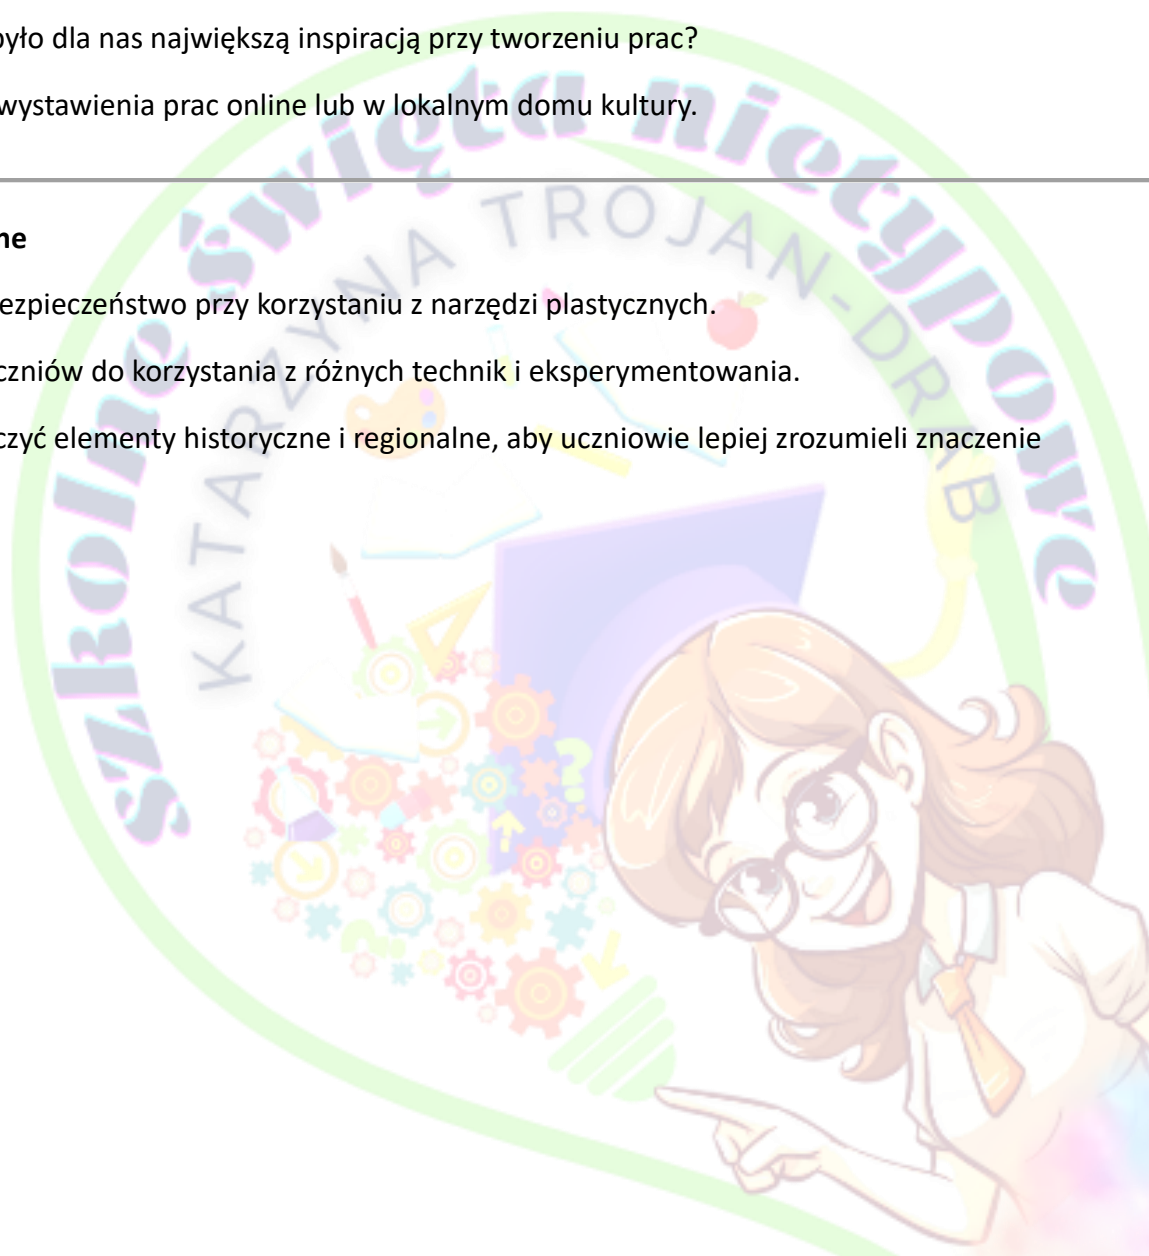 było dla nas największą inspiracją przy tworzeniu prac?
wystawienia prac online lub w lokalnym domu kultury.
ne
ezpieczeństwo przy korzystaniu z narzędzi plastycznych.
czniów do korzystania z różnych technik i eksperymentowania.
czyć elementy historyczne i regionalne, aby uczniowie lepiej zrozumieli znaczenie
szkolne święta nietypowe
KATARZYNA TROJAN-DRAB